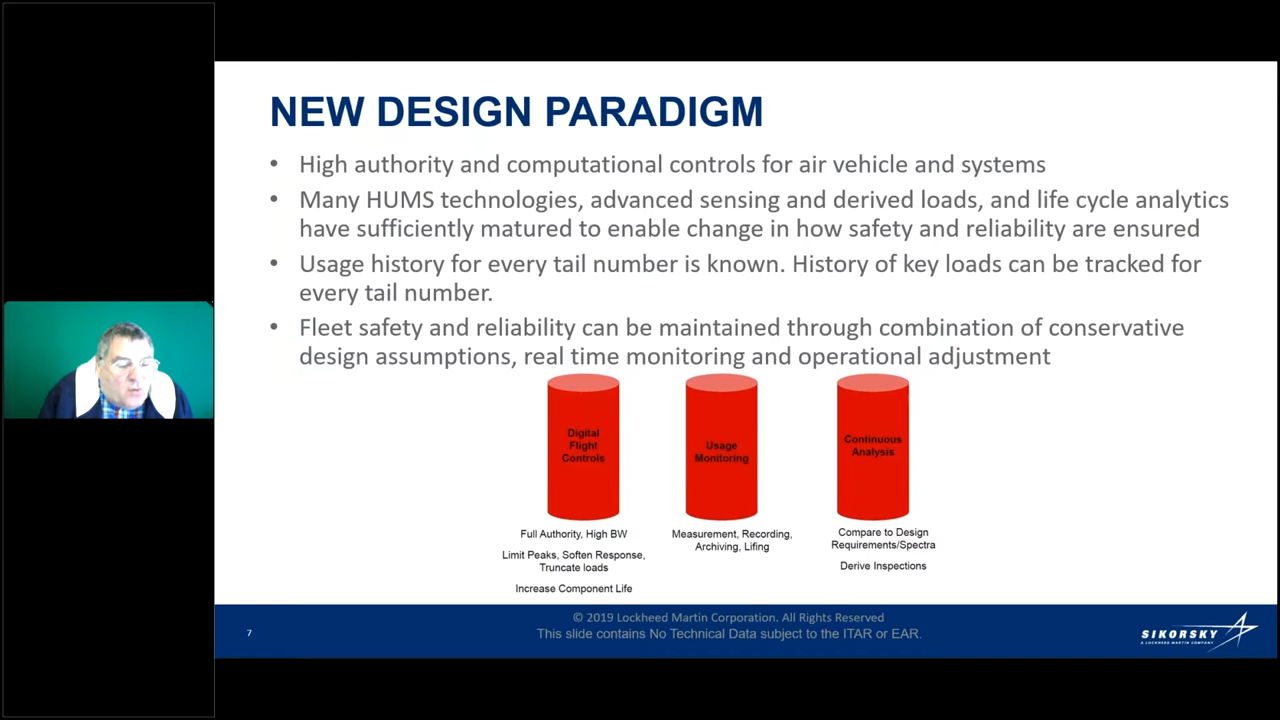 NEW DESIGN PARADIGM
• High authority and computational controls for air vehicle and systems
• Many HUMS technologies, advanced sensing and derived loads, and life cycle analytics
have sufficiently matured to enable change in how safety and reliability are ensured
• Usage history for every tail number is known. History of key loads can be tracked for
every tail number.
• Fleet safety and reliability can be maintained through combination of conservative
design assumptions, real time monitoring and operational adjustment
Digital
Flight
Controls
Usage
Monitoring
Continuous
Analysis
Full Authority, High BW
Limit Peaks, Soften Response,
Truncate loads
Increase Component Life
Measurement, Recording,
Archiving, Lifing
Compare to Design
Requirements/Spectra
Derive Inspections
7
© 2019 Lockheed Martin Corporation. All Rights Reserved
This slide contains No Technical Data subject to the ITAR or EAR.
SIKORSKY
A LOCKHEED MARTIN COMPANY